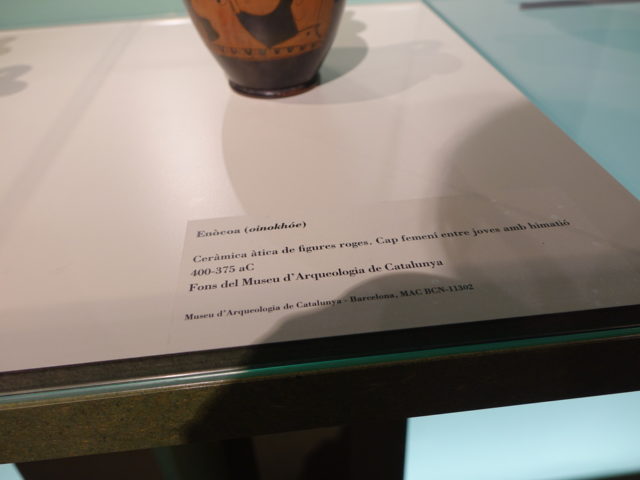 Enòcoa (oinokhóe)
Ceràmica àtica de figures roges. Cap femení entre joves amb himatió
400-375 aC
Fons del Museu d'Arqueologia de Catalunya
Museu d'Arqueologia de Catalunya - Barcelona, MAC BCN-11302